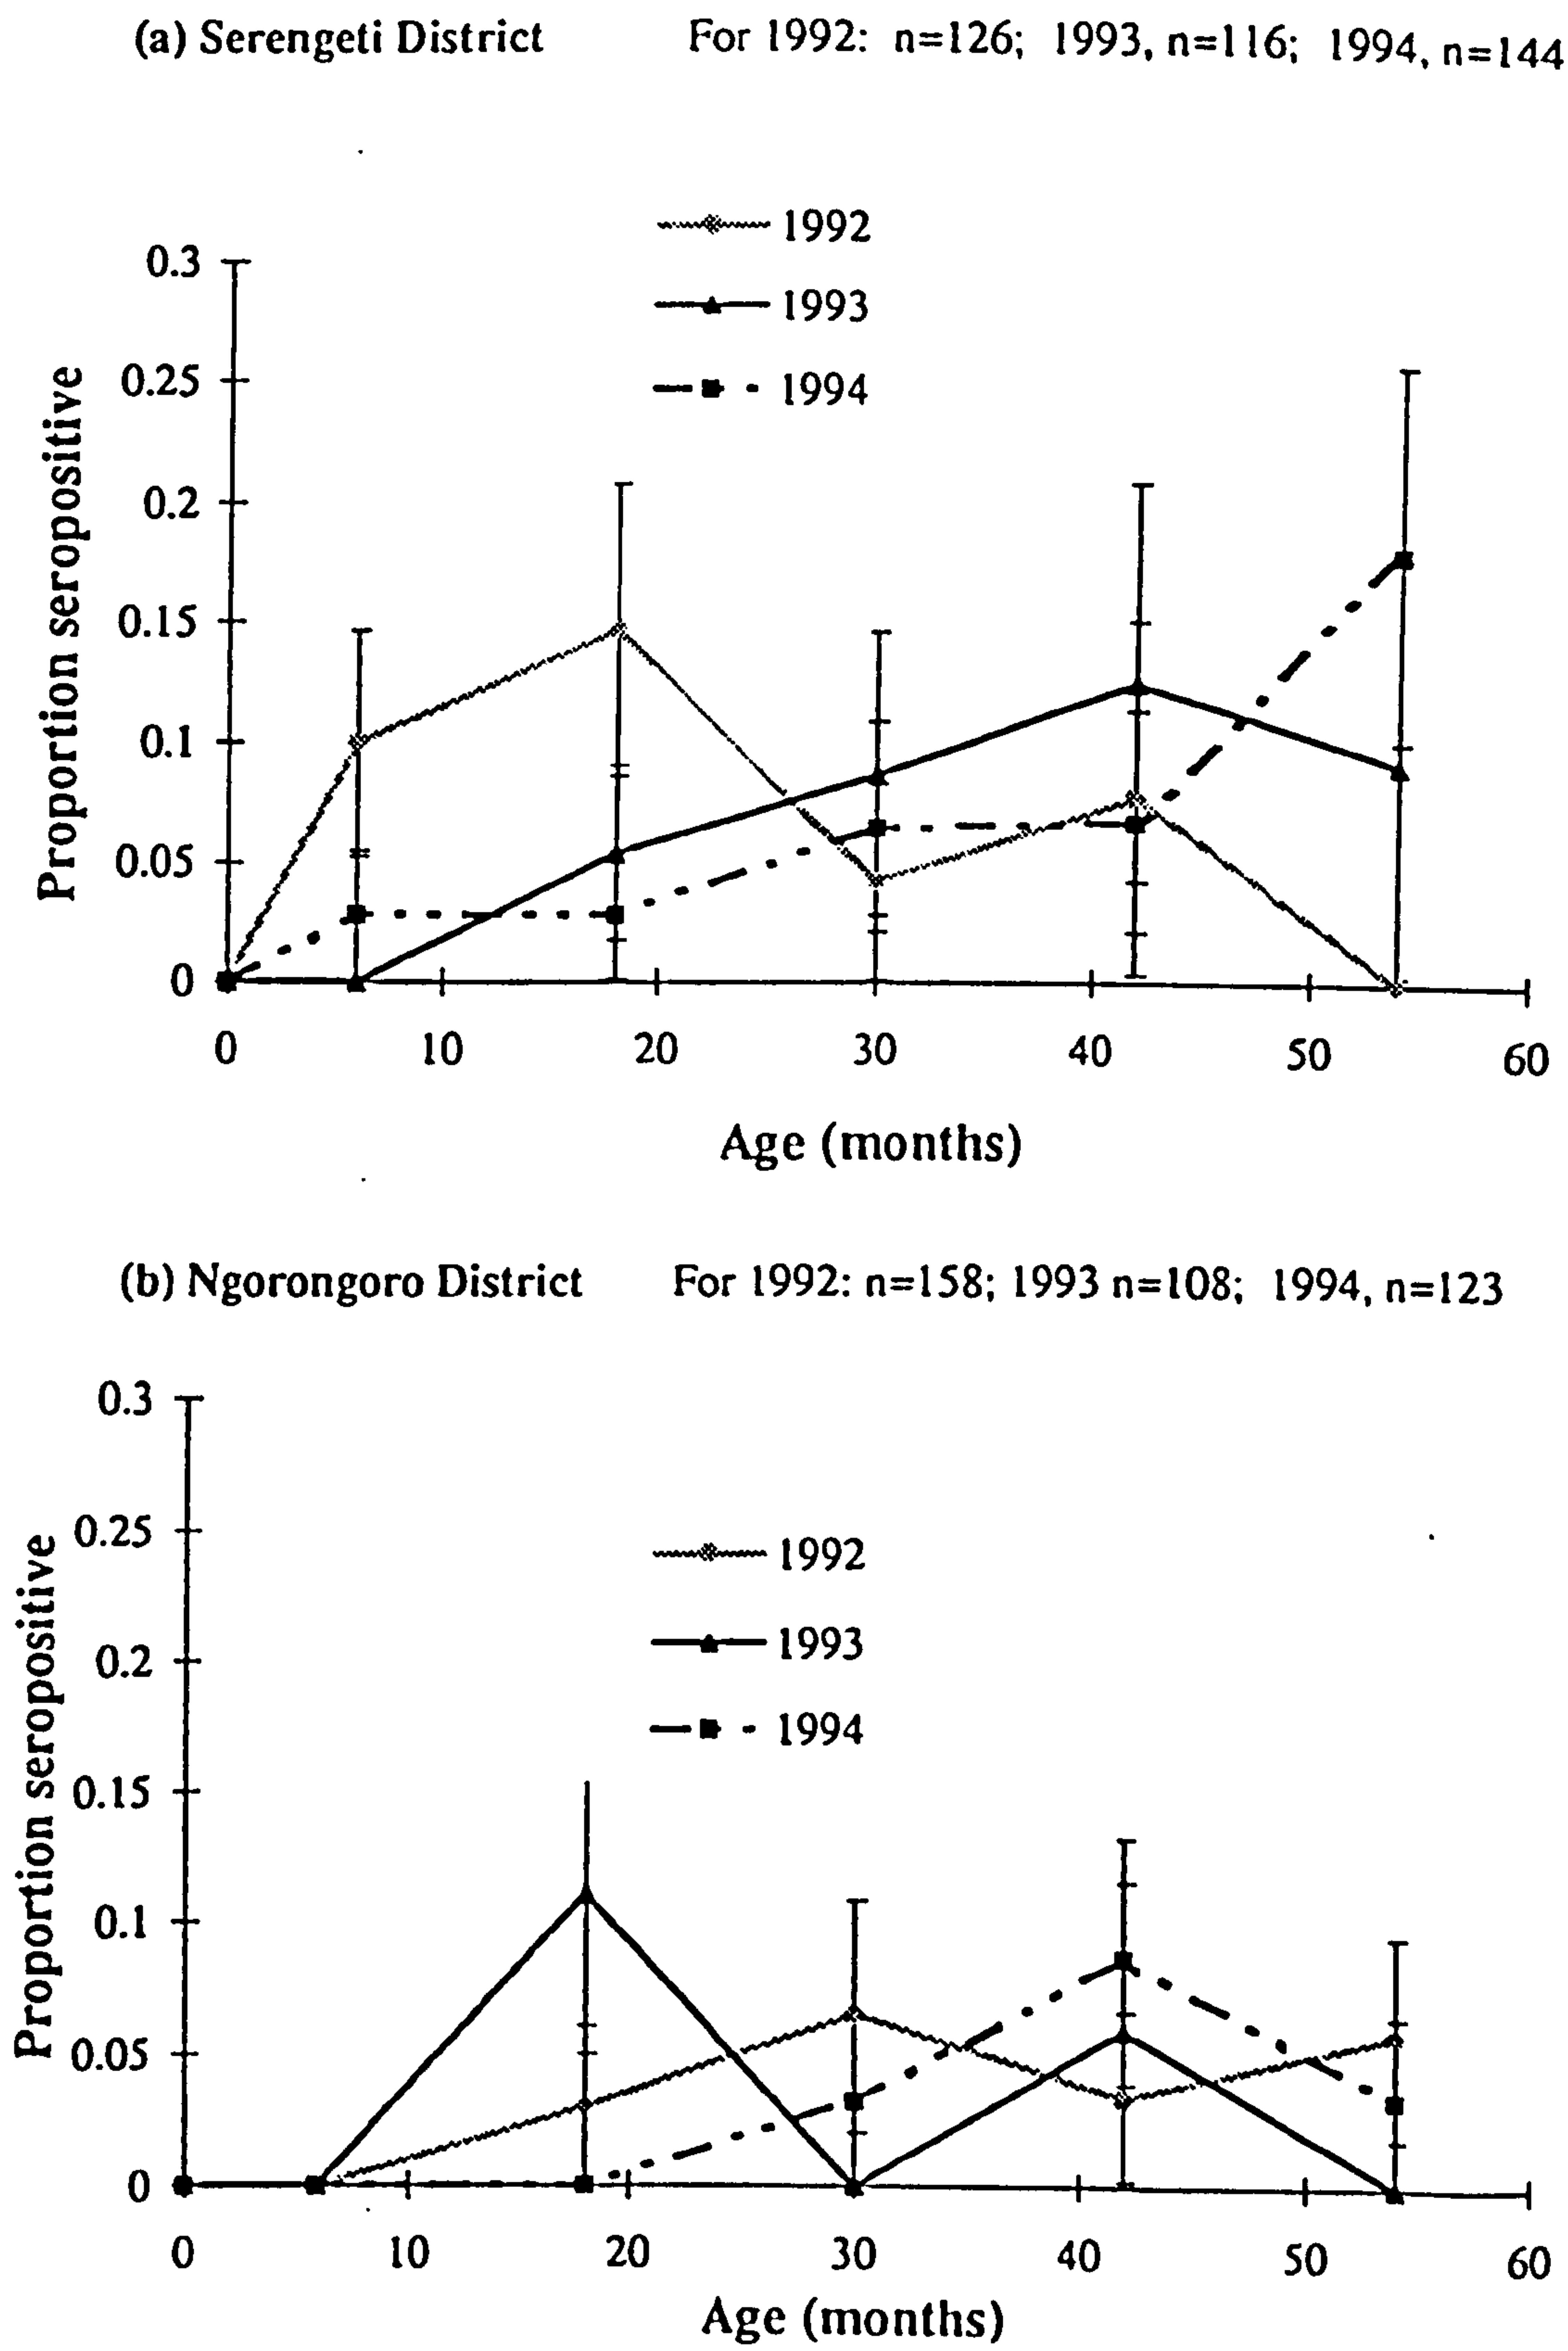 (a) Serengeti District For 1992: n=126; 1993, n=116; 1994, n=144
1992
1993
1994
0.3
0.25
0.2
0.15
0.1
0.05
0
Proportion seropositive
0 10 20 30 40 50 60
Age (months)
(b) Ngorongoro District For 1992: n=158; 1993 n=108; 1994, n=123
1992
1993
1994
0.3
0.25
0.2
0.15
0.1
0.05
0
Proportion seropositive
0 10 20 30 40 50 60
Age (months)